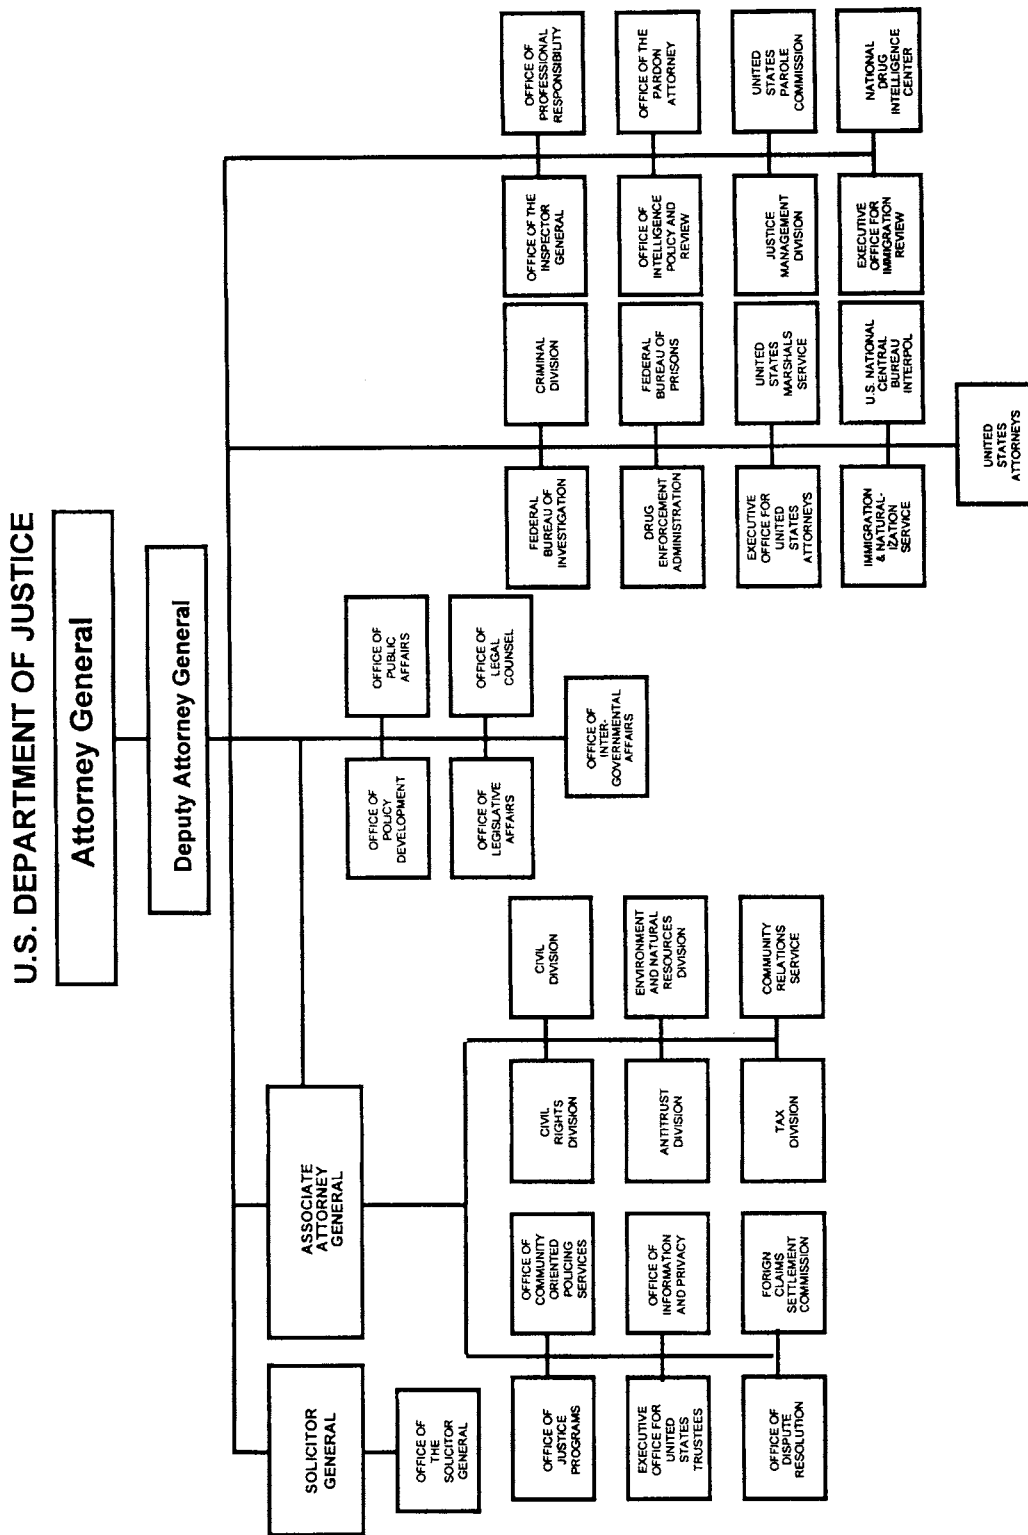 U.S. DEPARTMENT OF JUSTICE
Attorney General
Deputy Attorney General
SOLICITOR
GENERAL
OFFICE OF
THE
SOLICITOR
GENERAL
ASSOCIATE
ATTORNEY
GENERAL
OFFICE OF
JUSTICE
PROGRAMS
OFFICE OF
COMMUNITY
ORIENTED
POLICING
SERVICES
EXECUTIVE
OFFICE FOR
UNITED
STATES
TRUSTEES
OFFICE OF
INFORMATION
AND PRIVACY
OFFICE OF
DISPUTE
RESOLUTION
FORIGN
CLAIMS
SETTLEMENT
COMMISSION
CIVIL
RIGHTS
DIVISION
CIVIL
DIVISION
ANTITRUST
DIVISION
ENVIRONMENT
AND NATURAL
RESOURCES
DIVISION
TAX
DIVISION
COMMUNITY
RELATIONS
SERVICE
OFFICE OF
POLICY
DEVELOPMENT
OFFICE OF
PUBLIC
AFFAIRS
OFFICE OF
LEGISLATIVE
AFFAIRS
OFFICE OF
LEGAL
COUNSEL
OFFICE OF
INTER-
GOVERNMENTAL
AFFAIRS
FEDERAL
BUREAU OF
INVESTIGATION
CRIMINAL
DIVISION
DRUG
ENFORCEMENT
ADMINISTRATION
FEDERAL
BUREAU OF
PRISONS
EXECUTIVE
OFFICE FOR
UNITED
STATES
ATTORNEYS
UNITED
STATES
MARSHALS
SERVICE
IMMIGRATION
& NATURAL-
IZATION
SERVICE
U.S. NATIONAL
CENTRAL
BUREAU
INTERPOL
UNITED
STATES
ATTORNEYS
OFFICE OF THE
INSPECTOR
GENERAL
OFFICE OF
PROFESSIONAL
RESPONSIBILITY
OFFICE OF
INTELLIGENCE
POLICY AND
REVIEW
OFFICE OF THE
PARDON
ATTORNEY
JUSTICE
MANAGEMENT
DIVISION
UNITED
STATES
PAROLE
COMMISSION
EXECUTIVE
OFFICE FOR
IMMIGRATION
REVIEW
NATIONAL
DRUG
INTELLIGENCE
CENTER